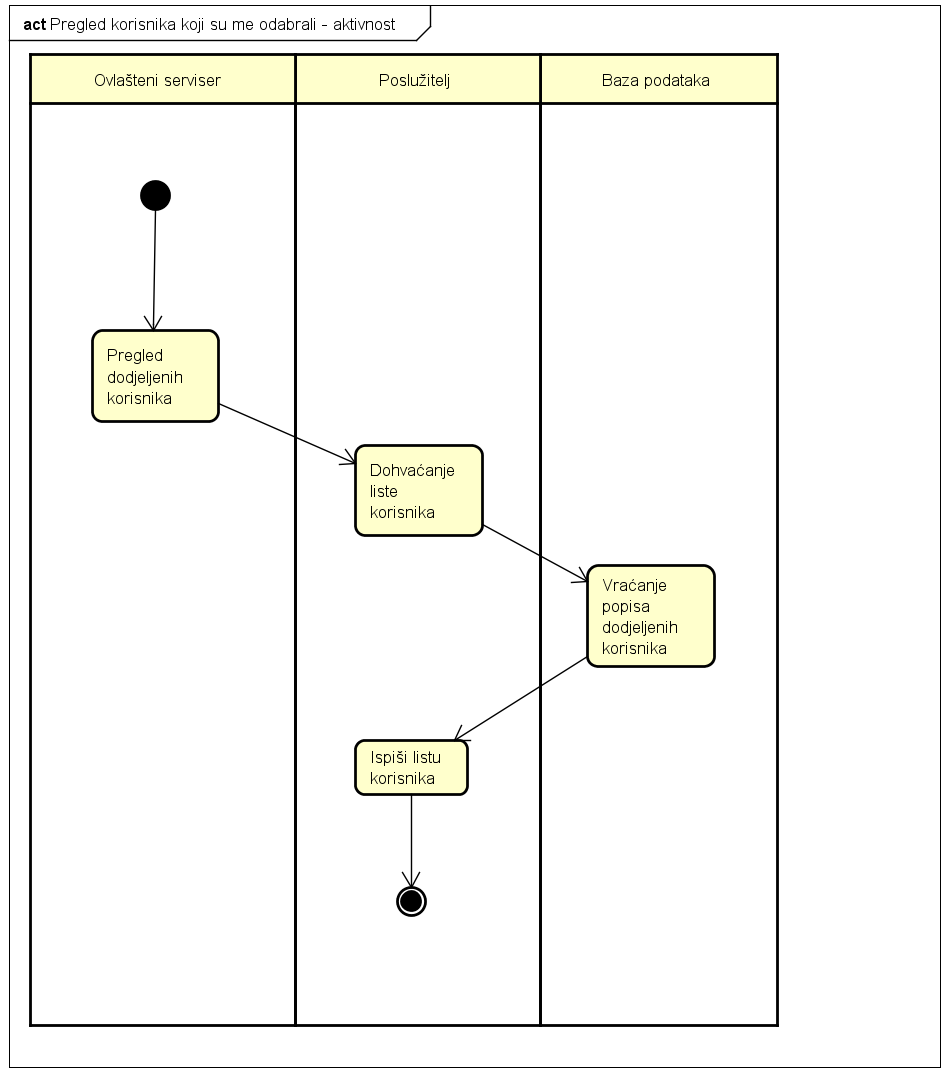 act Pregled korisnika koji su me odabrali - aktivnost
Ovlašteni serviser
Poslužitelj
Baza podataka
Pregled
dodjeljenih
korisnika
Dohvaćanje
liste
korisnika
Vraćanje
popisa
dodjeljenih
korisnika
Ispiši listu
korisnika